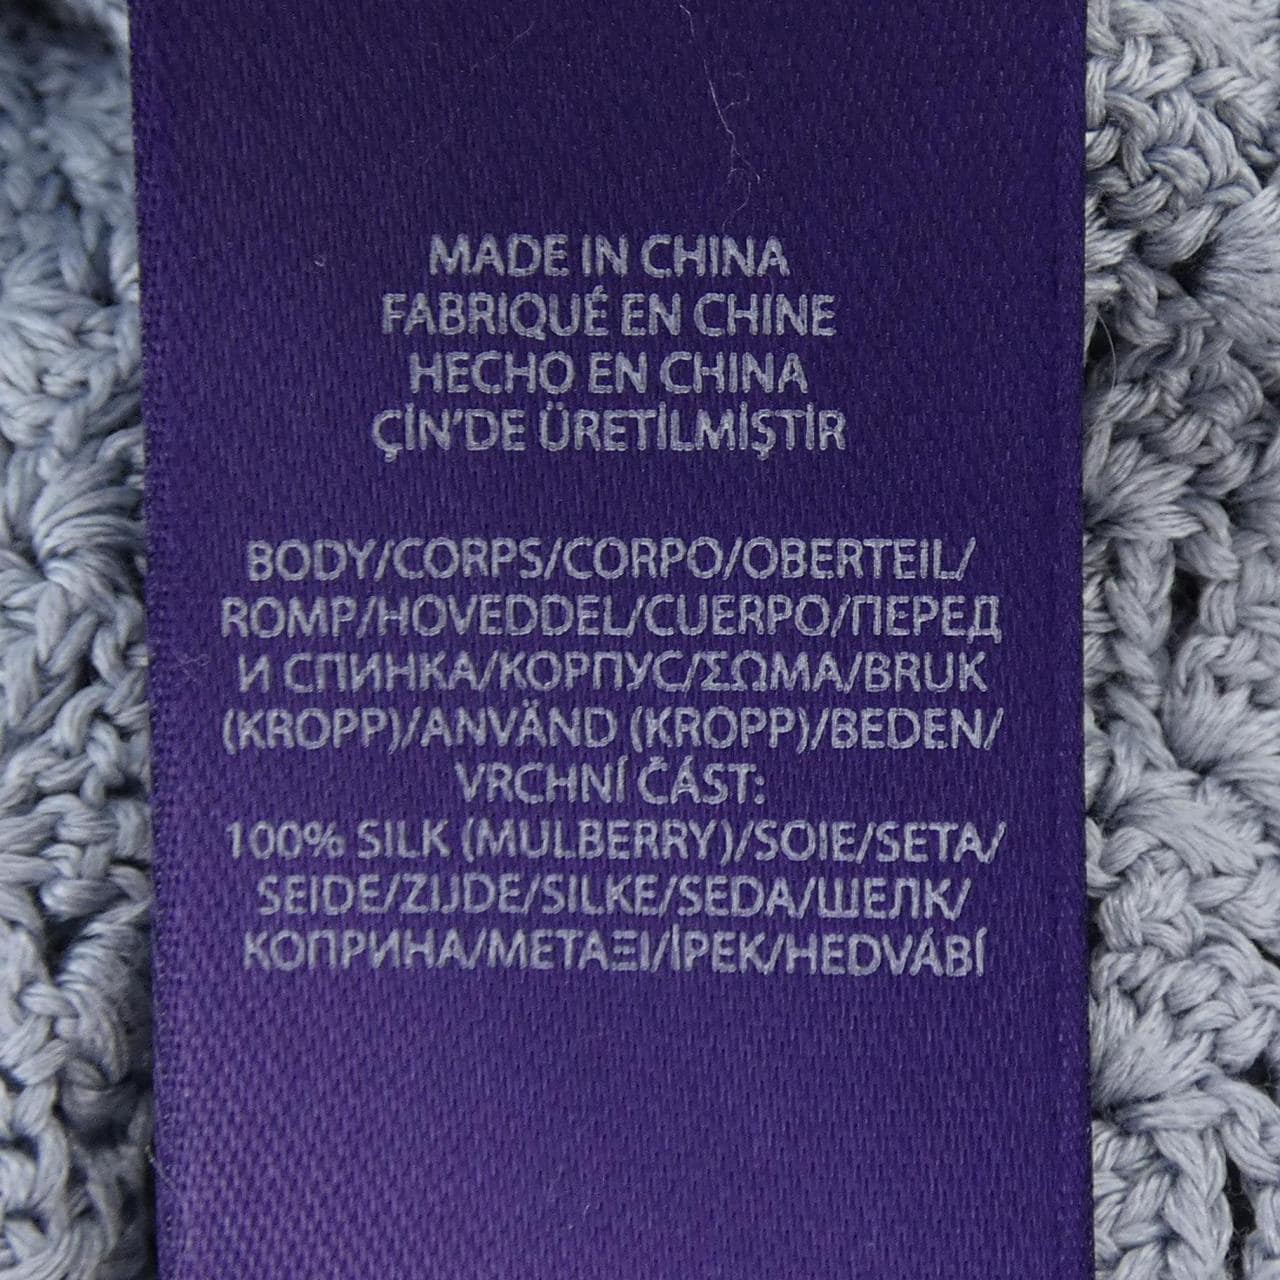 MADE IN CHINA
FABRIQUÉ EN CHINE
HECHO EN CHINA
ÇİN'DE ÜRETİLMİŞTİR
BODY/CORPS/CORPO/OBERTEIL/
ROMP/HOVEDDEL/CUERPO/ПЕРЕД
И СПИНКА/КОРПУС/ΣΩΜΑ/BRUK
(KROPP)/ANVÄND (KROPP)/BEDEN/
VRCHNÍ ČÁST:
100% SILK (MULBERRY)/SOIE/SETA/
SEIDE/ZIJDE/SILKE/SEDA/ШЕЛК/
КОПРИНА/ΜΕΤΑΞΙ/İPEK/HEDVÁBÍ